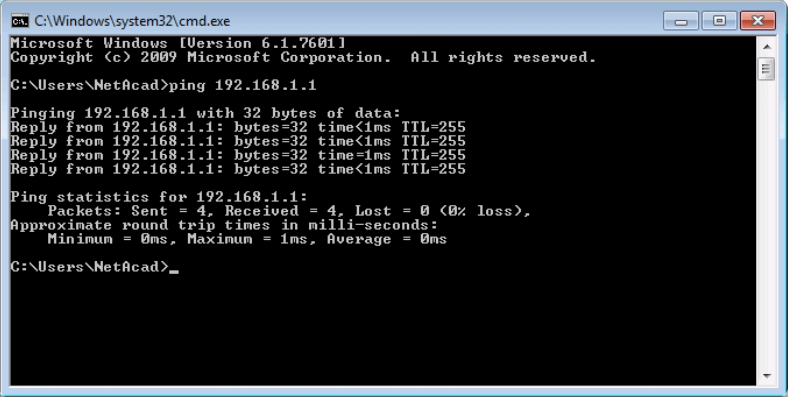 C:\Windows\system32\cmd.exe
Microsoft Windows [Version 6.1.7601]
Copyright (c) 2009 Microsoft Corporation.  All rights reserved.
C:\Users\NetAcad>ping 192.168.1.1
Pinging 192.168.1.1 with 32 bytes of data:
Reply from 192.168.1.1: bytes=32 time<1ms TTL=255
Reply from 192.168.1.1: bytes=32 time<1ms TTL=255
Reply from 192.168.1.1: bytes=32 time=1ms TTL=255
Reply from 192.168.1.1: bytes=32 time<1ms TTL=255
Ping statistics for 192.168.1.1:
    Packets: Sent = 4, Received = 4, Lost = 0 (0% loss),
Approximate round trip times in milli-seconds:
    Minimum = 0ms, Maximum = 1ms, Average = 0ms
C:\Users\NetAcad>_